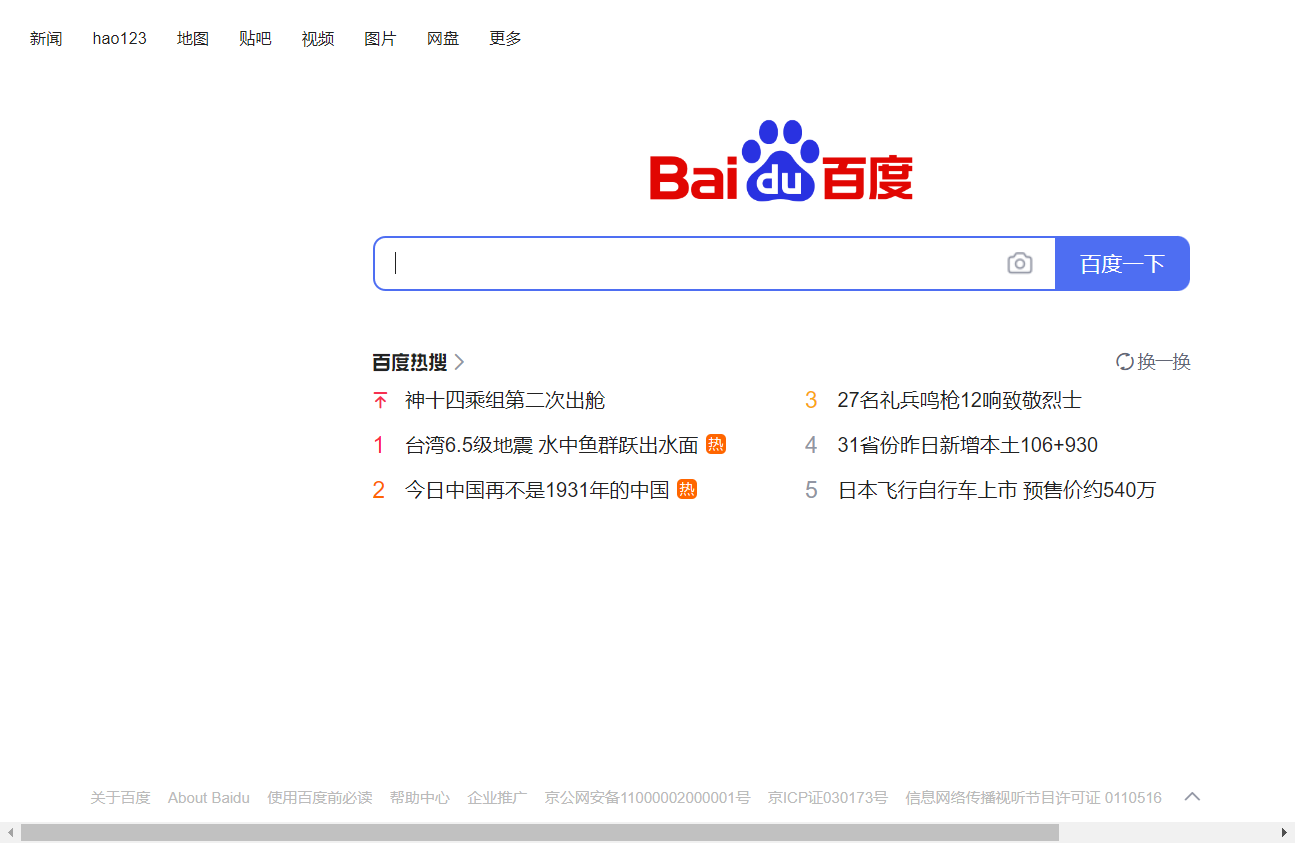 新闻 hao123 地图 贴吧 视频 图片 网盘 更多
Bai du 百度
百度一下
百度热搜 换一换
神十四乘组第二次出舱
1 台湾6.5级地震 水中鱼群跃出水面 热
2 今日中国再不是1931年的中国 热
3 27名礼兵鸣枪12响致敬烈士
4 31省份昨日新增本土106+930
5 日本飞行自行车上市 预售价约540万
关于百度 About Baidu 使用百度前必读 帮助中心 企业推广 京公网安备11000002000001号 京ICP证030173号 信息网络传播视听节目许可证 0110516